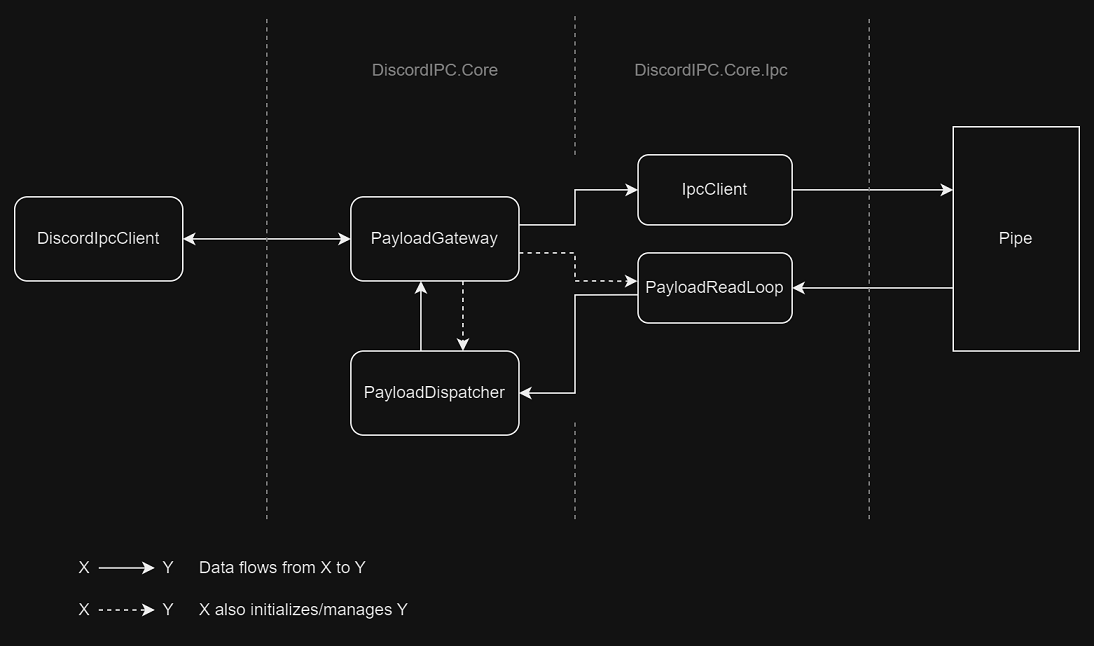 DiscordIPC.Core
DiscordIPC.Core.Ipc
DiscordIpcClient
PayloadGateway
IpcClient
PayloadReadLoop
Pipe
PayloadDispatcher
X Y Data flows from X to Y
X Y X also initializes/manages Y